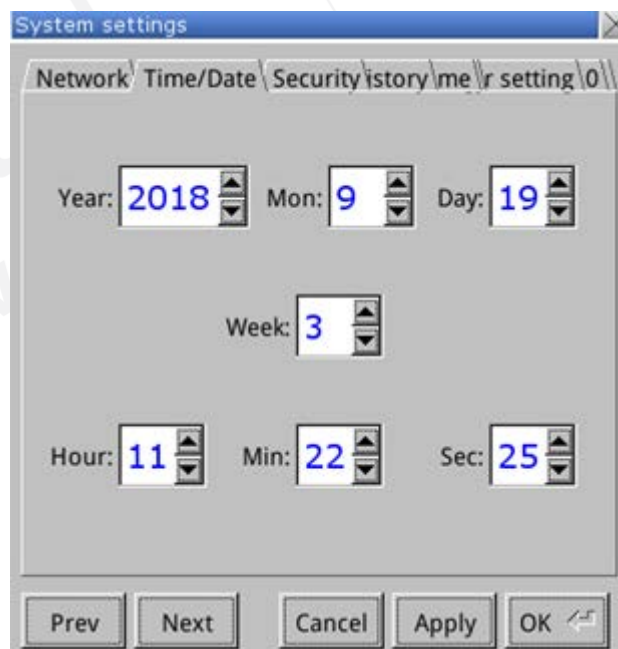 System settings
Network Time/Date Security istory me r setting 0
Year: 2018 Mon: 9 Day: 19
Week: 3
Hour: 11 Min: 22 Sec: 25
Prev Next Cancel Apply OK